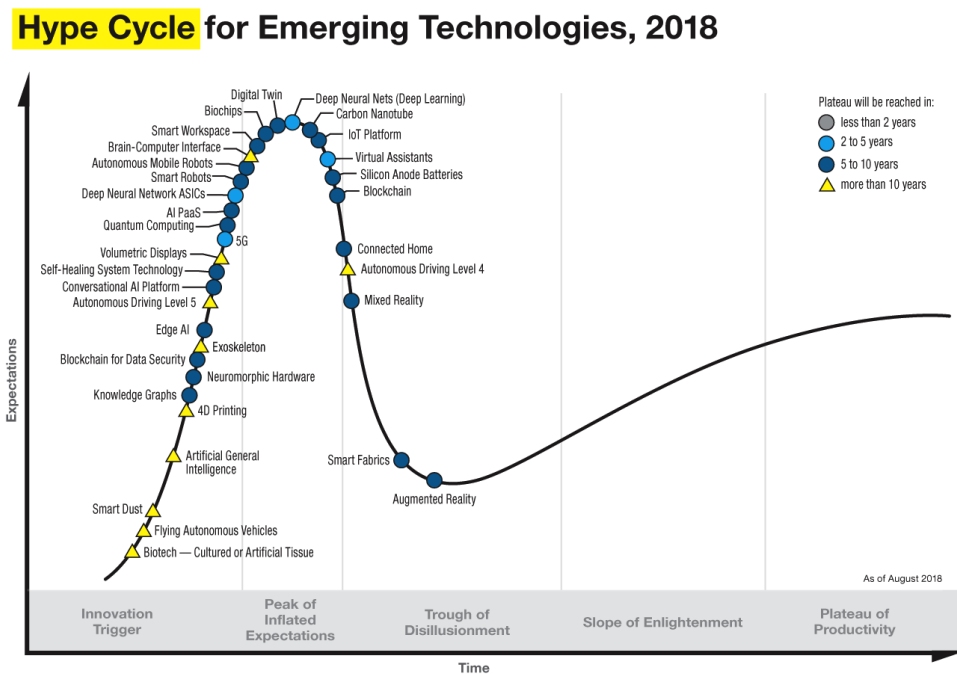 Hype Cycle for Emerging Technologies, 2018
Plateau will be reached in:
less than 2 years
2 to 5 years
5 to 10 years
more than 10 years
Expectations
Digital Twin
Biochips
Smart Workspace
Brain-Computer Interface
Autonomous Mobile Robots
Smart Robots
Deep Neural Network ASICs
AI PaaS
Quantum Computing
5G
Volumetric Displays
Self-Healing System Technology
Conversational AI Platform
Autonomous Driving Level 5
Edge AI
Exoskeleton
Blockchain for Data Security
Neuromorphic Hardware
Knowledge Graphs
4D Printing
Artificial General
Intelligence
Smart Dust
Flying Autonomous Vehicles
Biotech — Cultured or Artificial Tissue
Deep Neural Nets (Deep Learning)
Carbon Nanotube
IoT Platform
Virtual Assistants
Silicon Anode Batteries
Blockchain
Connected Home
Autonomous Driving Level 4
Mixed Reality
Smart Fabrics
Augmented Reality
As of August 2018
Innovation
Trigger
Peak of
Inflated
Expectations
Trough of
Disillusionment
Slope of Enlightenment
Plateau of
Productivity
Time